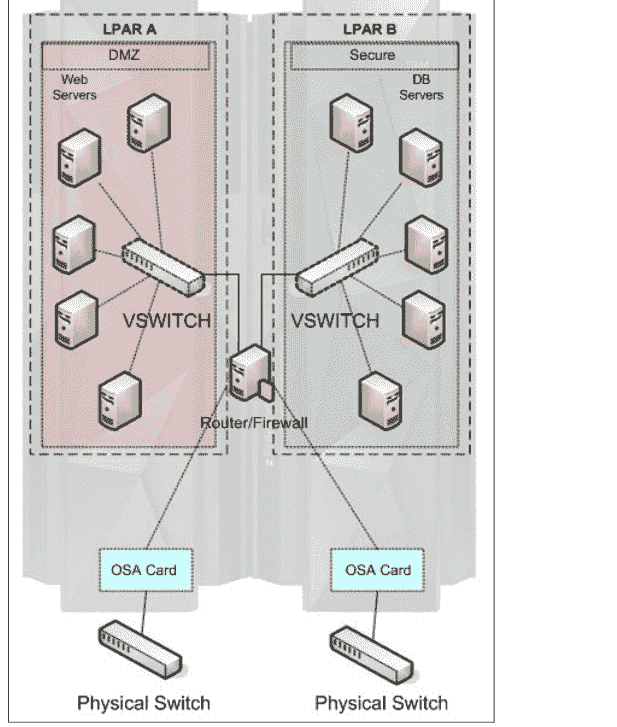 LPAR A
DMZ
Web
Servers
VSWITCH
LPAR B
Secure
DB
Servers
VSWITCH
Router/Firewall
OSA Card
OSA Card
Physical Switch
Physical Switch